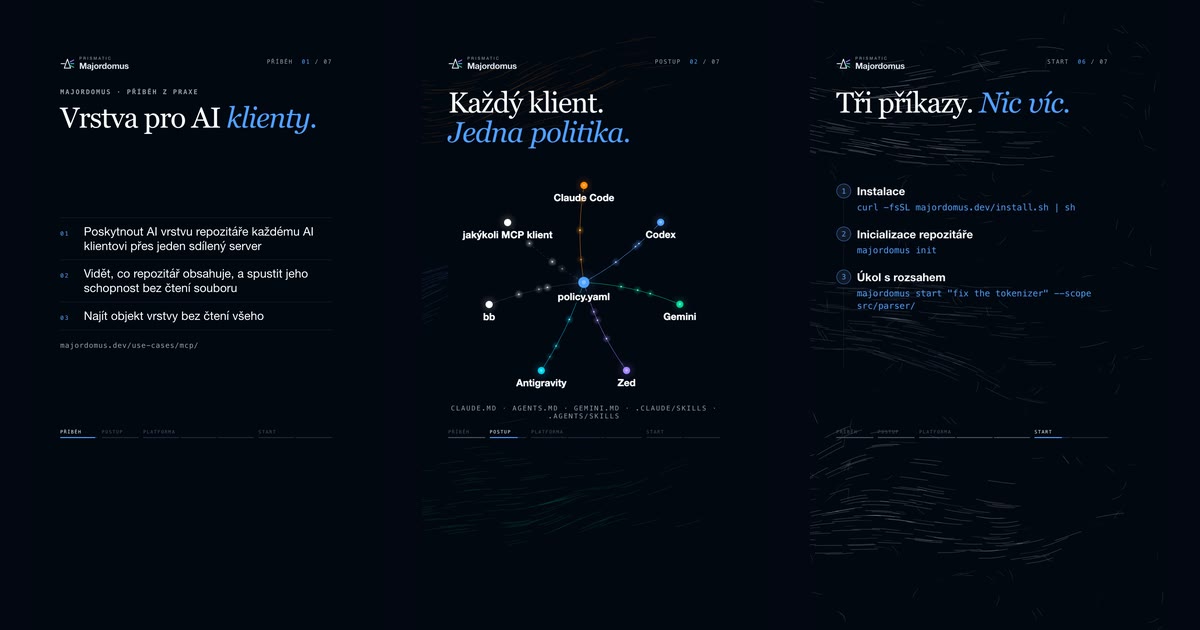 PRISMATIC
Majordomus
PŘÍBĚH 01 / 07
MAJORDOMUS · PŘÍBĚH Z PRAXE
Vrstva pro AI klienty.
01 Poskytnout AI vrstvu repozitáře každému AI
klientovi přes jeden sdílený server
02 Vidět, co repozitář obsahuje, a spustit jeho
schopnost bez čtení souboru
03 Najít objekt vrstvy bez čtení všeho
majordomus.dev/use-cases/mcp/
PŘÍBĚH POSTUP PLATFORMA START
PRISMATIC
Majordomus
POSTUP 02 / 07
Každý klient.
Jedna politika.
Claude Code
jakýkoli MCP klient
Codex
policy.yaml
bb
Gemini
Antigravity
Zed
CLAUDE.MD · AGENTS.MD · GEMINI.MD · .CLAUDE/SKILLS ·
.AGENTS/SKILLS
PŘÍBĚH POSTUP PLATFORMA START
PRISMATIC
Majordomus
START 06 / 07
Tři příkazy. Nic víc.
1 Instalace
curl -fsSL majordomus.dev/install.sh | sh
2 Inicializace repozitáře
majordomus init
3 Úkol s rozsahem
majordomus start "fix the tokenizer" --scope
src/parser/
PŘÍBĚH POSTUP PLATFORMA START